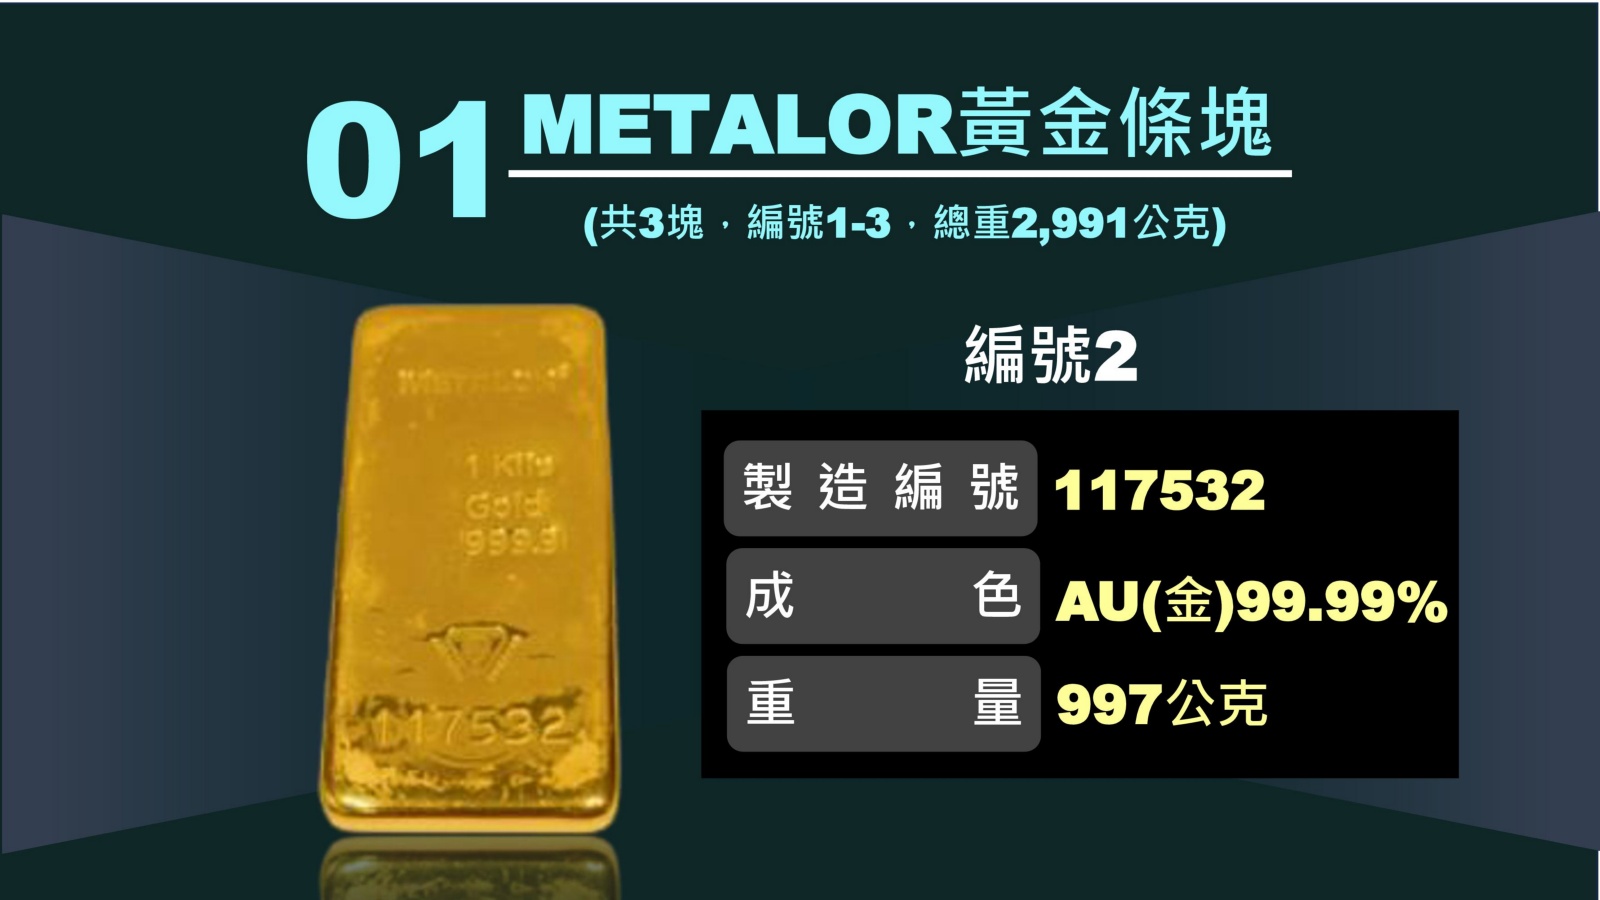 01
METALOR黃金條塊
(共3塊，編號1-3，總重2,991公克)
METALOR®
1 Kilo
Gold
999.9
117532
編號2
製造編號 117532
成色 AU(金)99.99%
重量 997公克